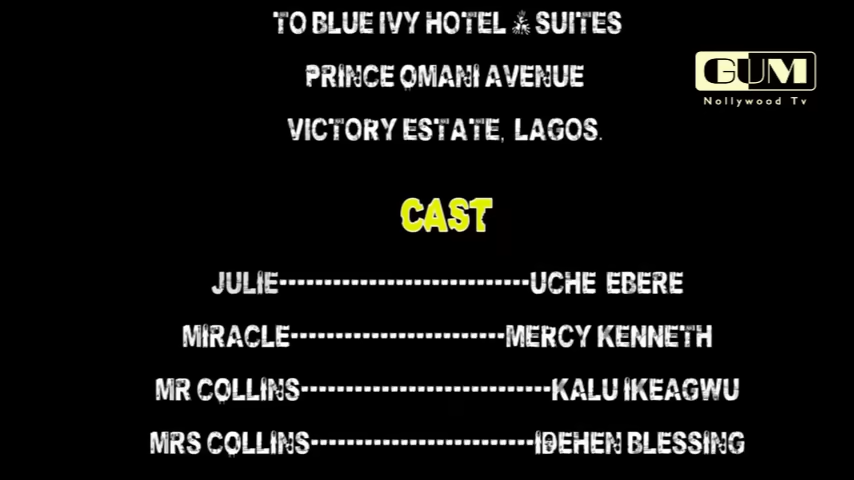 TO BLUE IVY HOTEL & SUITES
PRINCE OMANI AVENUE
VICTORY ESTATE, LAGOS.
GUM
Nollywood Tv
CAST
JULIE----------------------------UCHE EBERE
MIRACLE------------------------MERCY KENNETH
MR COLLINS----------------------------KALU IKEAGWU
MRS COLLINS-------------------------IDEHEN BLESSING